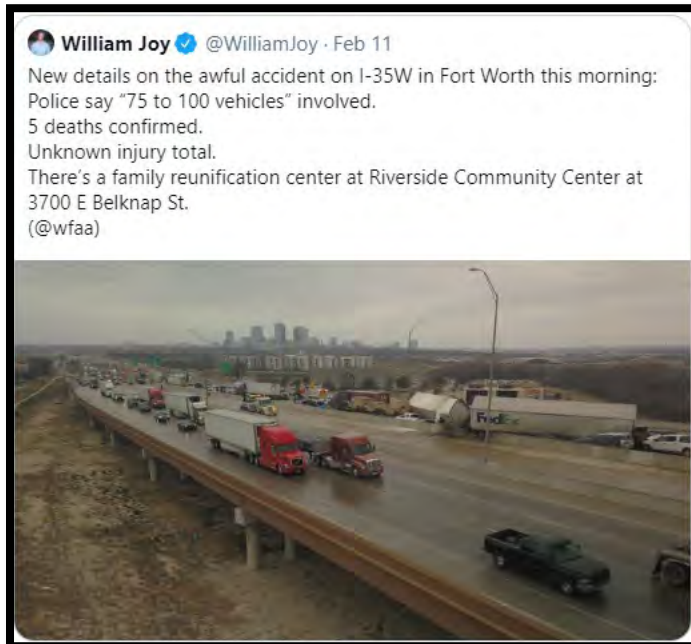 William Joy @WilliamJoy · Feb 11
New details on the awful accident on I-35W in Fort Worth this morning:
Police say “75 to 100 vehicles” involved.
5 deaths confirmed.
Unknown injury total.
There’s a family reunification center at Riverside Community Center at
3700 E Belknap St.
(@wfaa)
FedEx